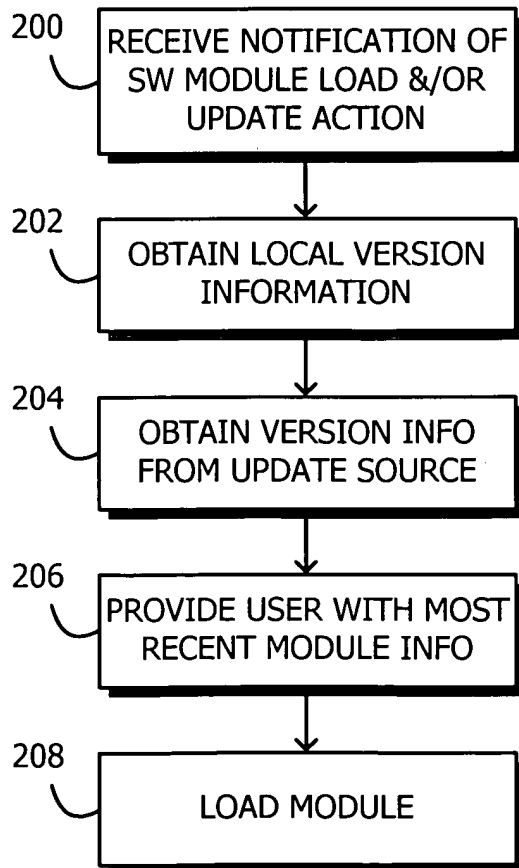 200
RECEIVE NOTIFICATION OF
SW MODULE LOAD &/OR
UPDATE ACTION
202
OBTAIN LOCAL VERSION
INFORMATION
204
OBTAIN VERSION INFO
FROM UPDATE SOURCE
206
PROVIDE USER WITH MOST
RECENT MODULE INFO
208
LOAD MODULE